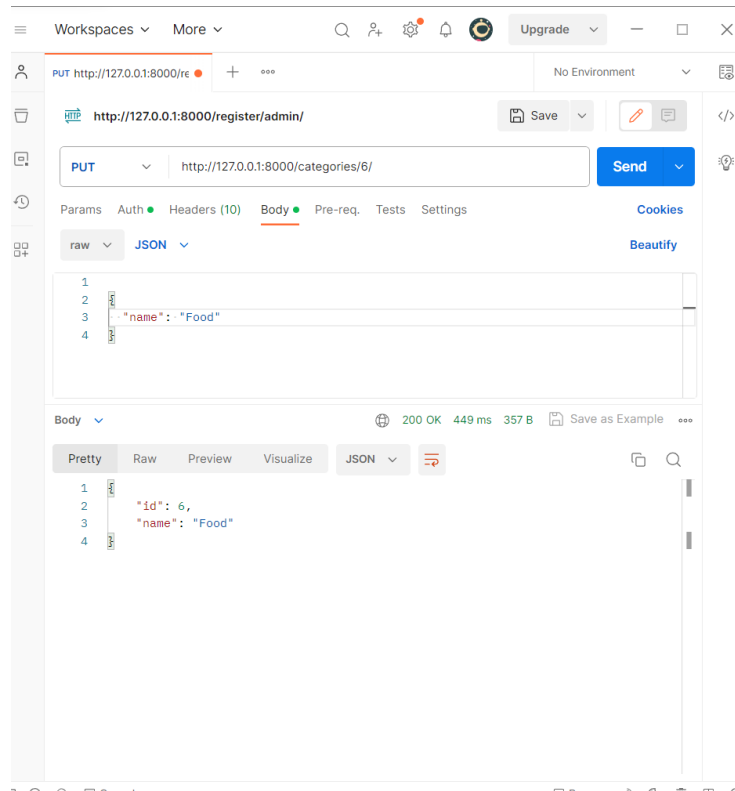 Workspaces More Upgrade
PUT http://127.0.0.1:8000/re No Environment
HTTP http://127.0.0.1:8000/register/admin/ Save
PUT http://127.0.0.1:8000/categories/6/ Send
Params Auth Headers (10) Body Pre-req. Tests Settings Cookies
raw JSON Beautify
1
2 {
3 "name": "Food"
4 }
Body 200 OK 449 ms 357 B Save as Example
Pretty Raw Preview Visualize JSON
1 {
2 "id": 6,
3 "name": "Food"
4 }